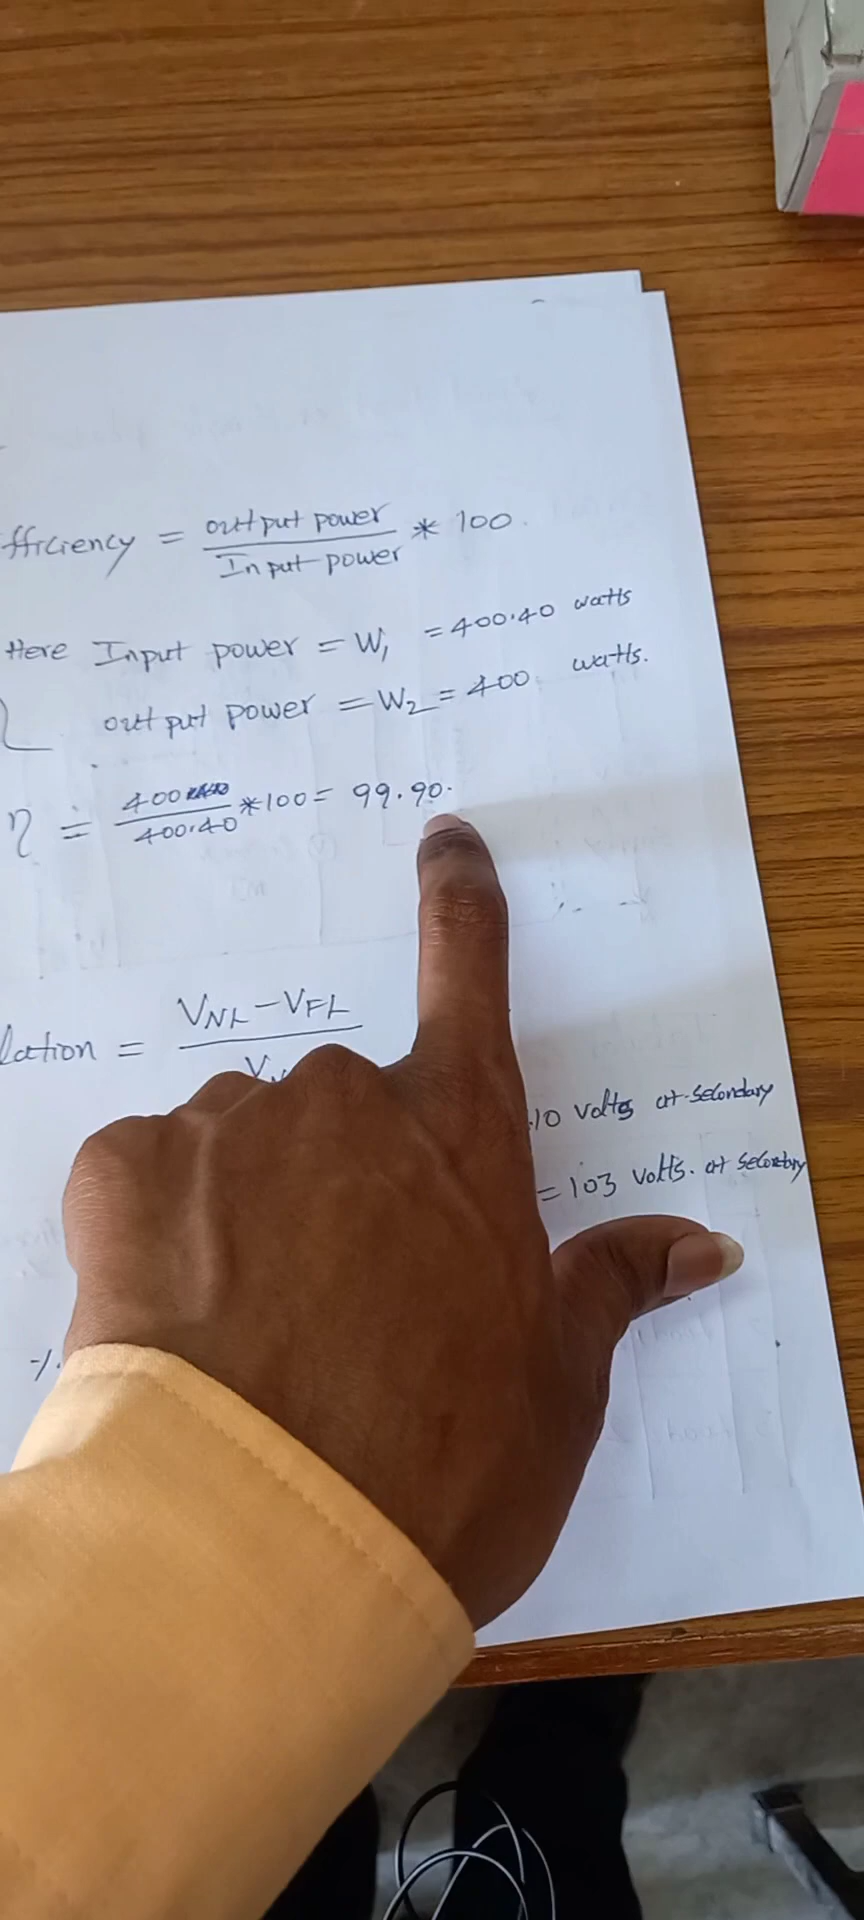 fficiency = output power / Input power * 100.
Here Input power = W1 = 400.40 watts
output power = W2 = 400 watts.
η = 400 / 400.40 * 100 = 99.90.
lation = VNL - VFL
10 volts at secondary
= 103 volts. at secondary